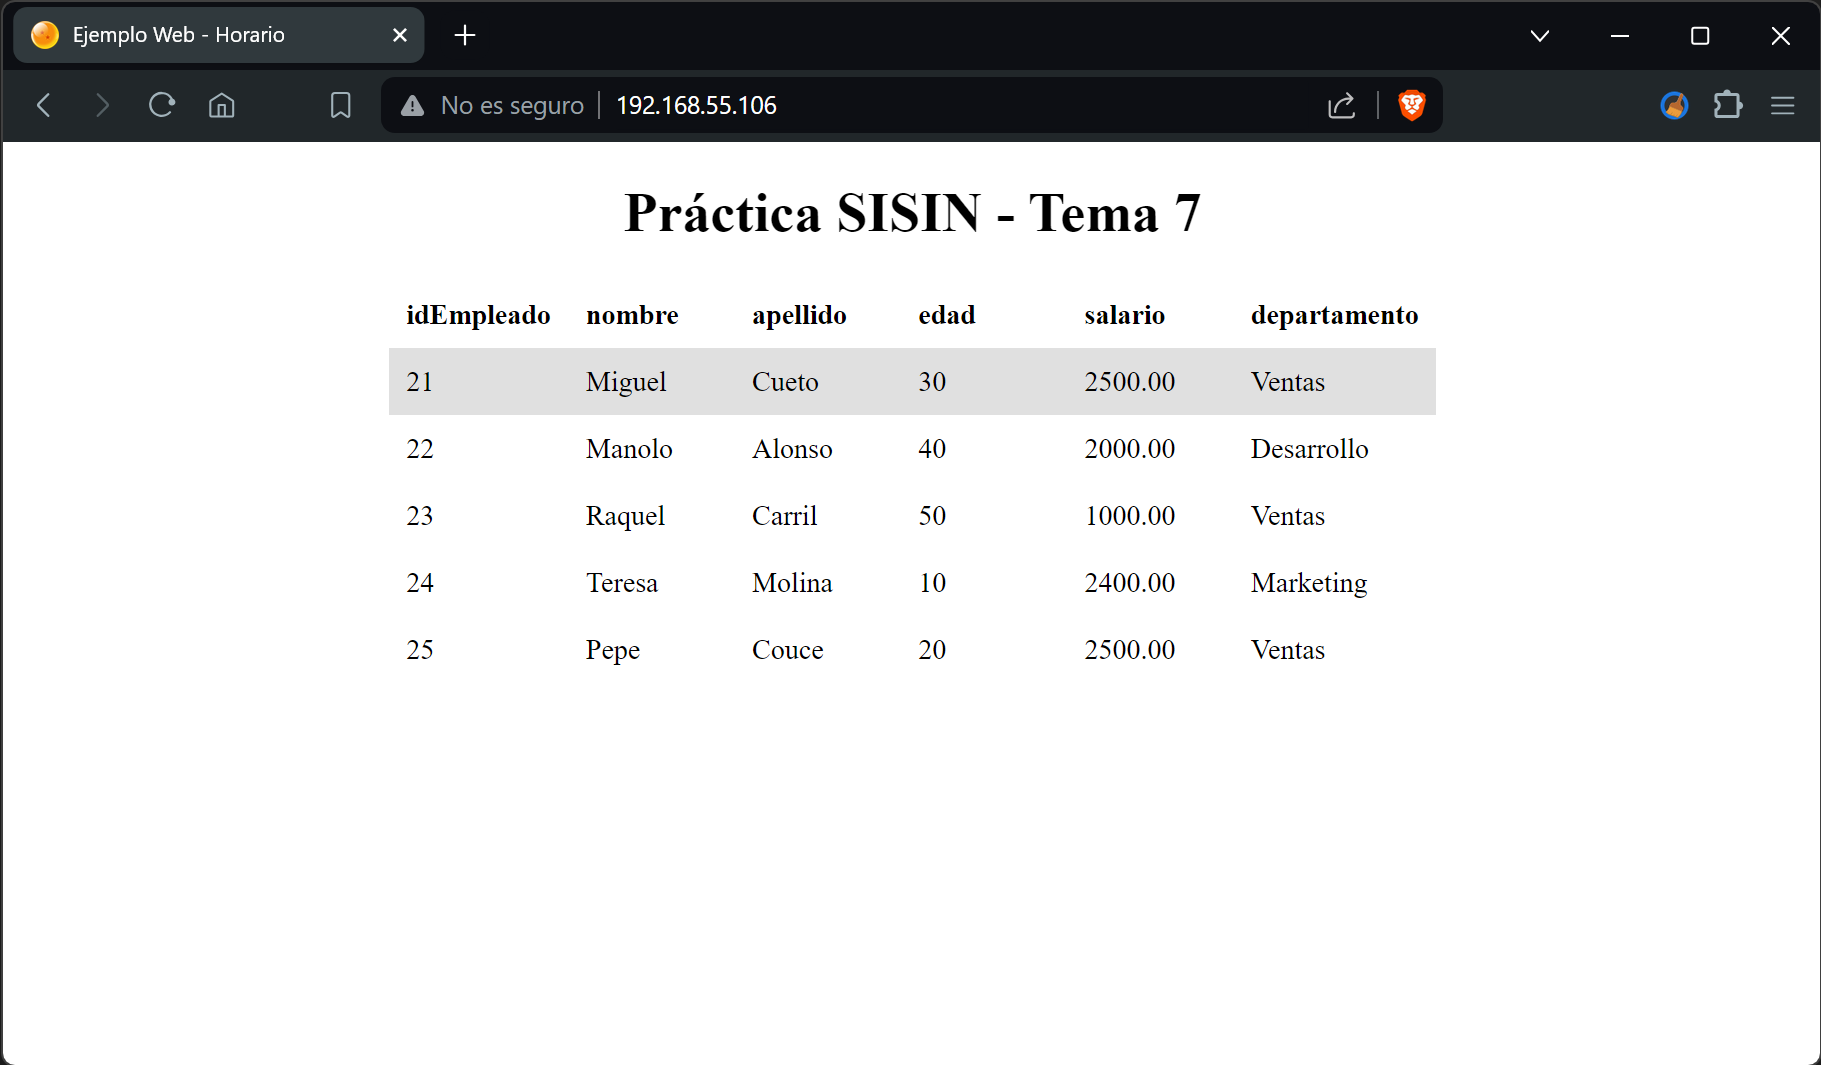 Ejemplo Web - Horario
No es seguro 192.168.55.106
Práctica SISIN - Tema 7
idEmpleado nombre apellido edad salario departamento
21 Miguel Cueto 30 2500.00 Ventas
22 Manolo Alonso 40 2000.00 Desarrollo
23 Raquel Carril 50 1000.00 Ventas
24 Teresa Molina 10 2400.00 Marketing
25 Pepe Couce 20 2500.00 Ventas